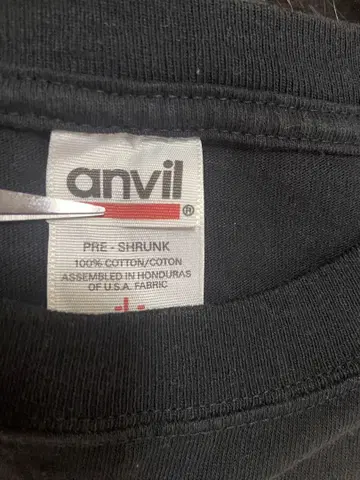 anvil
®
PRE - SHRUNK
100% COTTON/COTON
ASSEMBLED IN HONDURAS
OF U.S.A. FABRIC